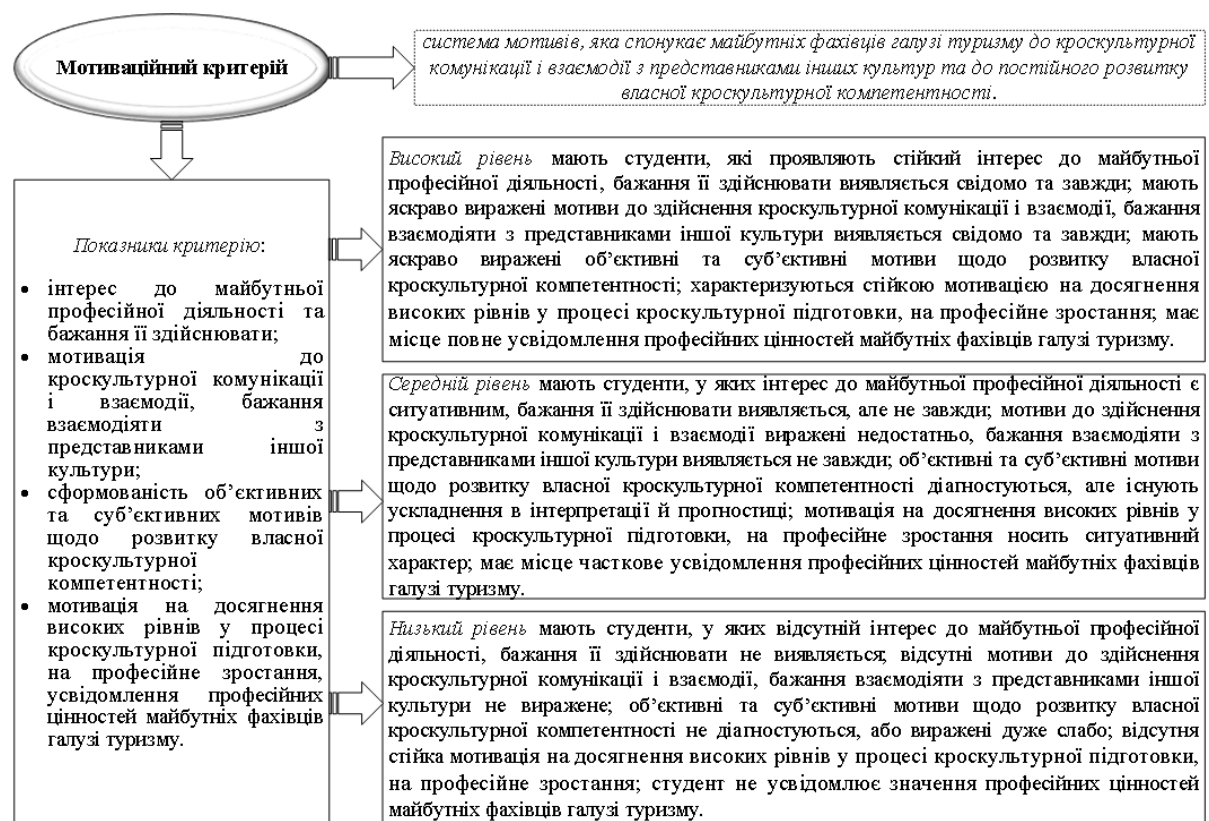 Мотиваційний критерій
система мотивів, яка спонукає майбутніх фахівців галузі туризму до кроскультурної
комунікації і взаємодії з представниками інших культур та до постійного розвитку
власної кроскультурної компетентності.
Показники критерію:
• інтерес до майбутньої
професійної діяльності та
бажання її здійснювати;
• мотивація до
кроскультурної комунікації
і взаємодії, бажання
взаємодіяти з
представниками іншої
культури;
• сформованість об’єктивних
та суб’єктивних мотивів
щодо розвитку власної
кроскультурної
компетентності;
• мотивація на досягнення
високих рівнів у процесі
кроскультурної підготовки,
на професійне зростання,
усвідомлення професійних
цінностей майбутніх фахівців
галузі туризму.
Високий рівень мають студенти, які проявляють стійкий інтерес до майбутньої
професійної діяльності, бажання її здійснювати виявляється свідомо та завжди; мають
яскраво виражені мотиви до здійснення кроскультурної комунікації і взаємодії, бажання
взаємодіяти з представниками іншої культури виявляється свідомо та завжди; мають
яскраво виражені об’єктивні та суб’єктивні мотиви щодо розвитку власної
кроскультурної компетентності; характеризуються стійкою мотивацією на досягнення
високих рівнів у процесі кроскультурної підготовки, на професійне зростання; має
місце повне усвідомлення професійних цінностей майбутніх фахівців галузі туризму.
Середній рівень мають студенти, у яких інтерес до майбутньої професійної діяльності є
ситуативним, бажання її здійснювати виявляється, але не завжди; мотиви до здійснення
кроскультурної комунікації і взаємодії виражені недостатньо, бажання взаємодіяти з
представниками іншої культури виявляється не завжди; об’єктивні та суб’єктивні мотиви
щодо розвитку власної кроскультурної компетентності діагностуються, але існують
ускладнення в інтерпретації й прогностиці; мотивація на досягнення високих рівнів у
процесі кроскультурної підготовки, на професійне зростання носить ситуативний
характер; має місце часткове усвідомлення професійних цінностей майбутніх фахівців
галузі туризму.
Низький рівень мають студенти, у яких відсутній інтерес до майбутньої професійної
діяльності, бажання її здійснювати не виявляється; відсутні мотиви до здійснення
кроскультурної комунікації і взаємодії, бажання взаємодіяти з представниками іншої
культури не виражене; об’єктивні та суб’єктивні мотиви щодо розвитку власної
кроскультурної компетентності не діагностуються, або виражені дуже слабо; відсутня
стійка мотивація на досягнення високих рівнів у процесі кроскультурної підготовки,
на професійне зростання; студент не усвідомлює значення професійних цінностей
майбутніх фахівців галузі туризму.